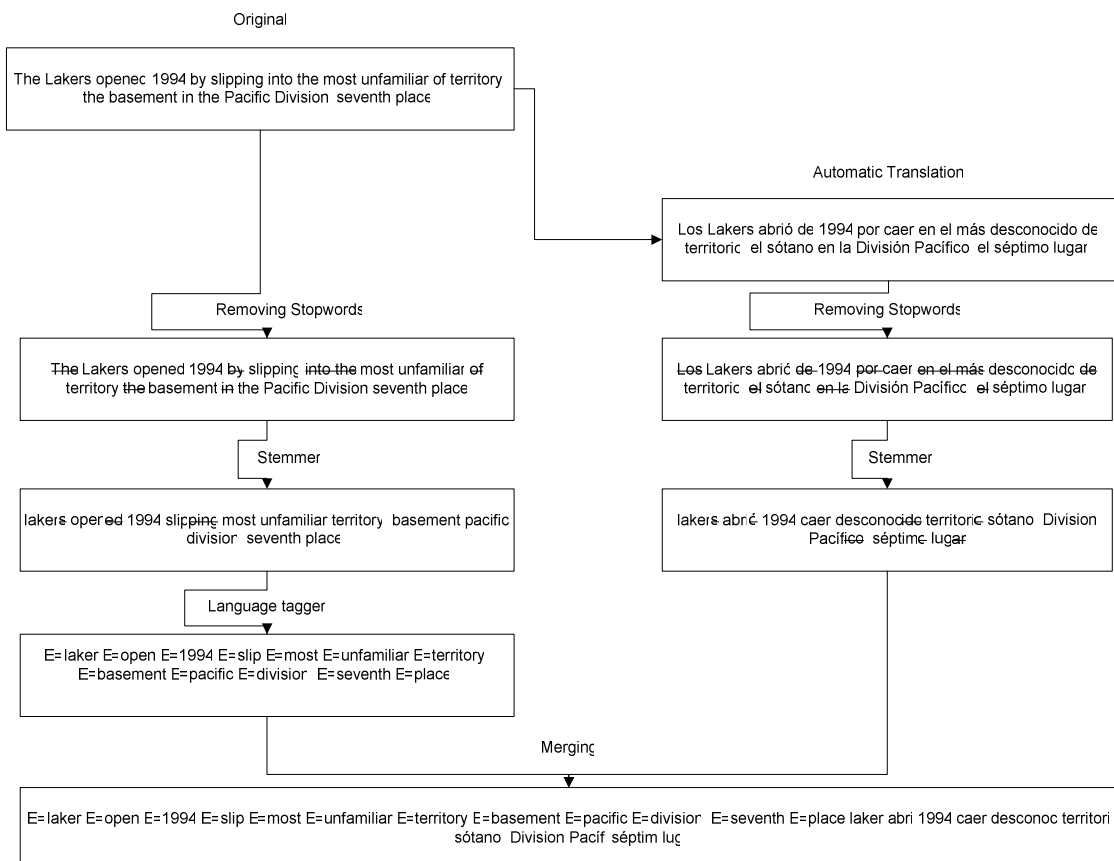 Original
The Lakers opened 1994 by slipping into the most unfamiliar of territory
the basement in the Pacific Division seventh place
Automatic Translation
Los Lakers abrió de 1994 por caer en el más desconocido de
territorio el sótano en la División Pacífico el séptimo lugar
Removing Stopwords
Removing Stopwords
The Lakers opened 1994 by slipping into the most unfamiliar of
territory the basement in the Pacific Division seventh place
Los Lakers abrió de 1994 por caer en el más desconocido de
territorio el sótano en la División Pacífico el séptimo lugar
Stemmer
Stemmer
lakers opened 1994 slipping most unfamiliar territory basement pacific
division seventh place
lakers abrió 1994 caer desconocido territorio sótano Division
Pacífico séptimo lugar
Language tagger
E=laker E=open E=1994 E=slip E=most E=unfamiliar E=territory
E=basement E=pacific E=division E=seventh E=place
Merging
E=laker E=open E=1994 E=slip E=most E=unfamiliar E=territory E=basement E=pacific E=division E=seventh E=place laker abri 1994 caer desconoc territori
sótano Division Pacíf séptim lug